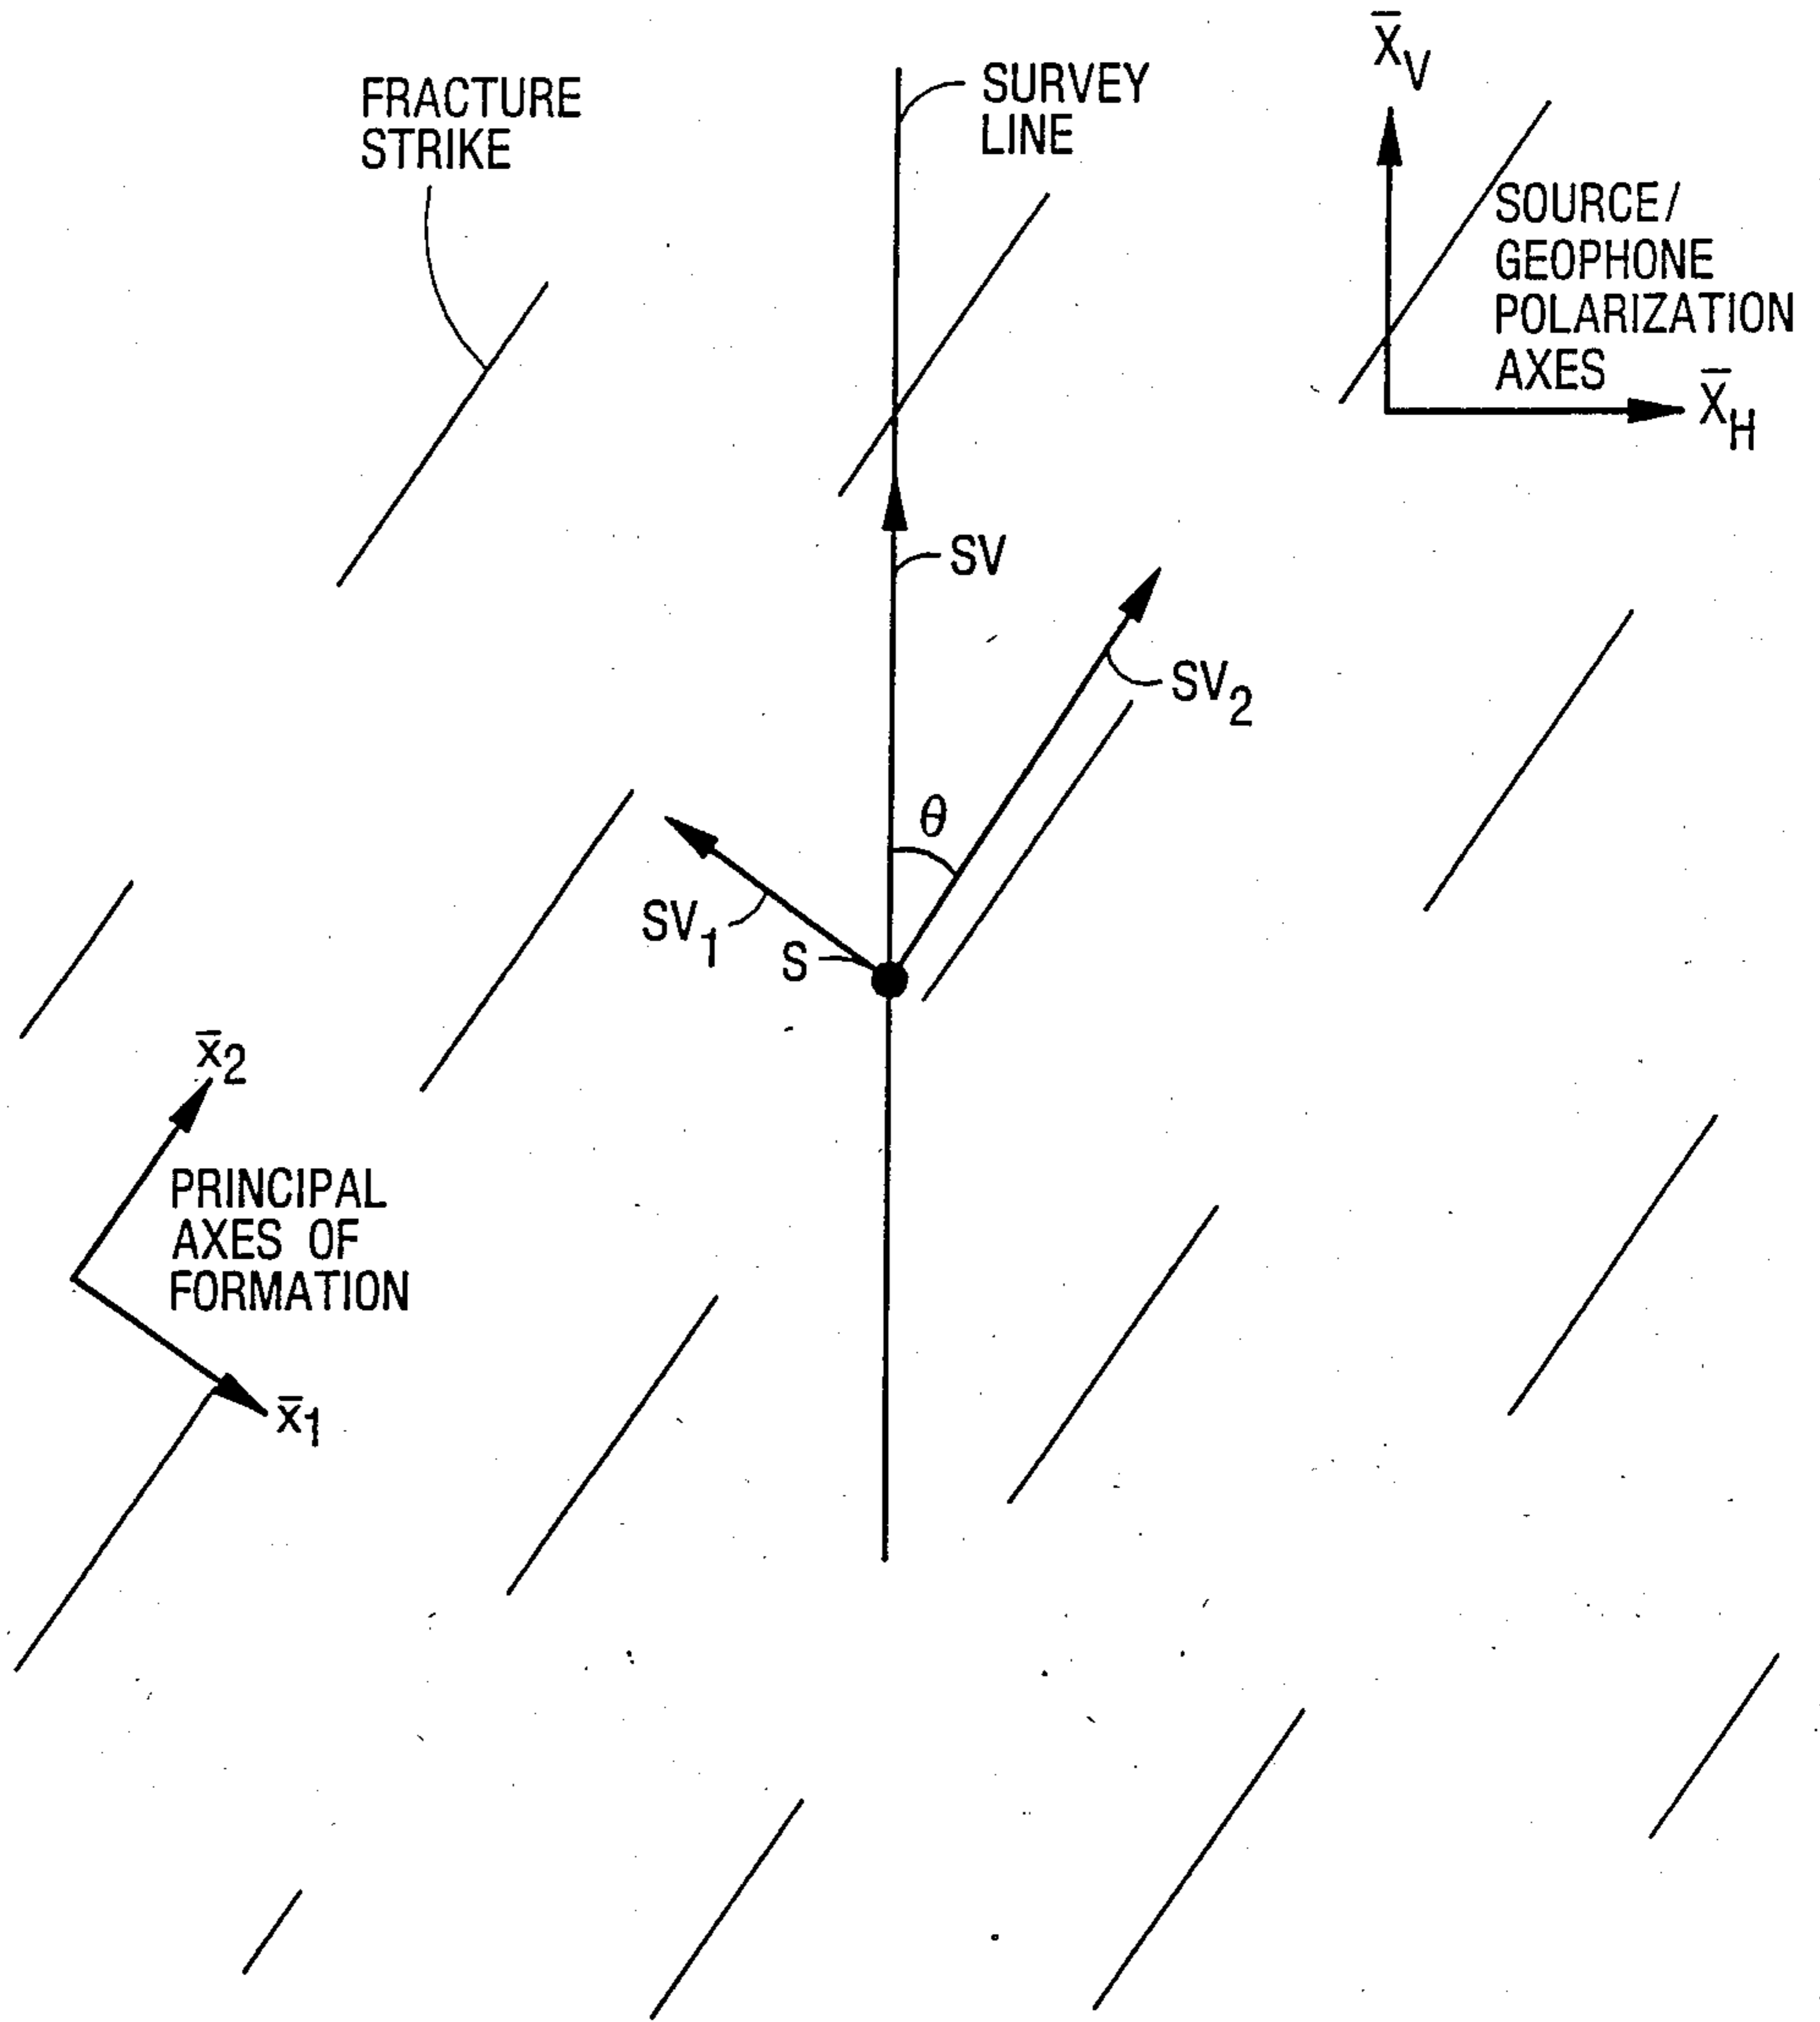 FRACTURE
STRIKE
SURVEY
LINE
X̄V
SOURCE/
GEOPHONE
POLARIZATION
AXES
X̄H
SV
SV2
θ
SV1
S
x̄2
PRINCIPAL
AXES OF
FORMATION
x̄1